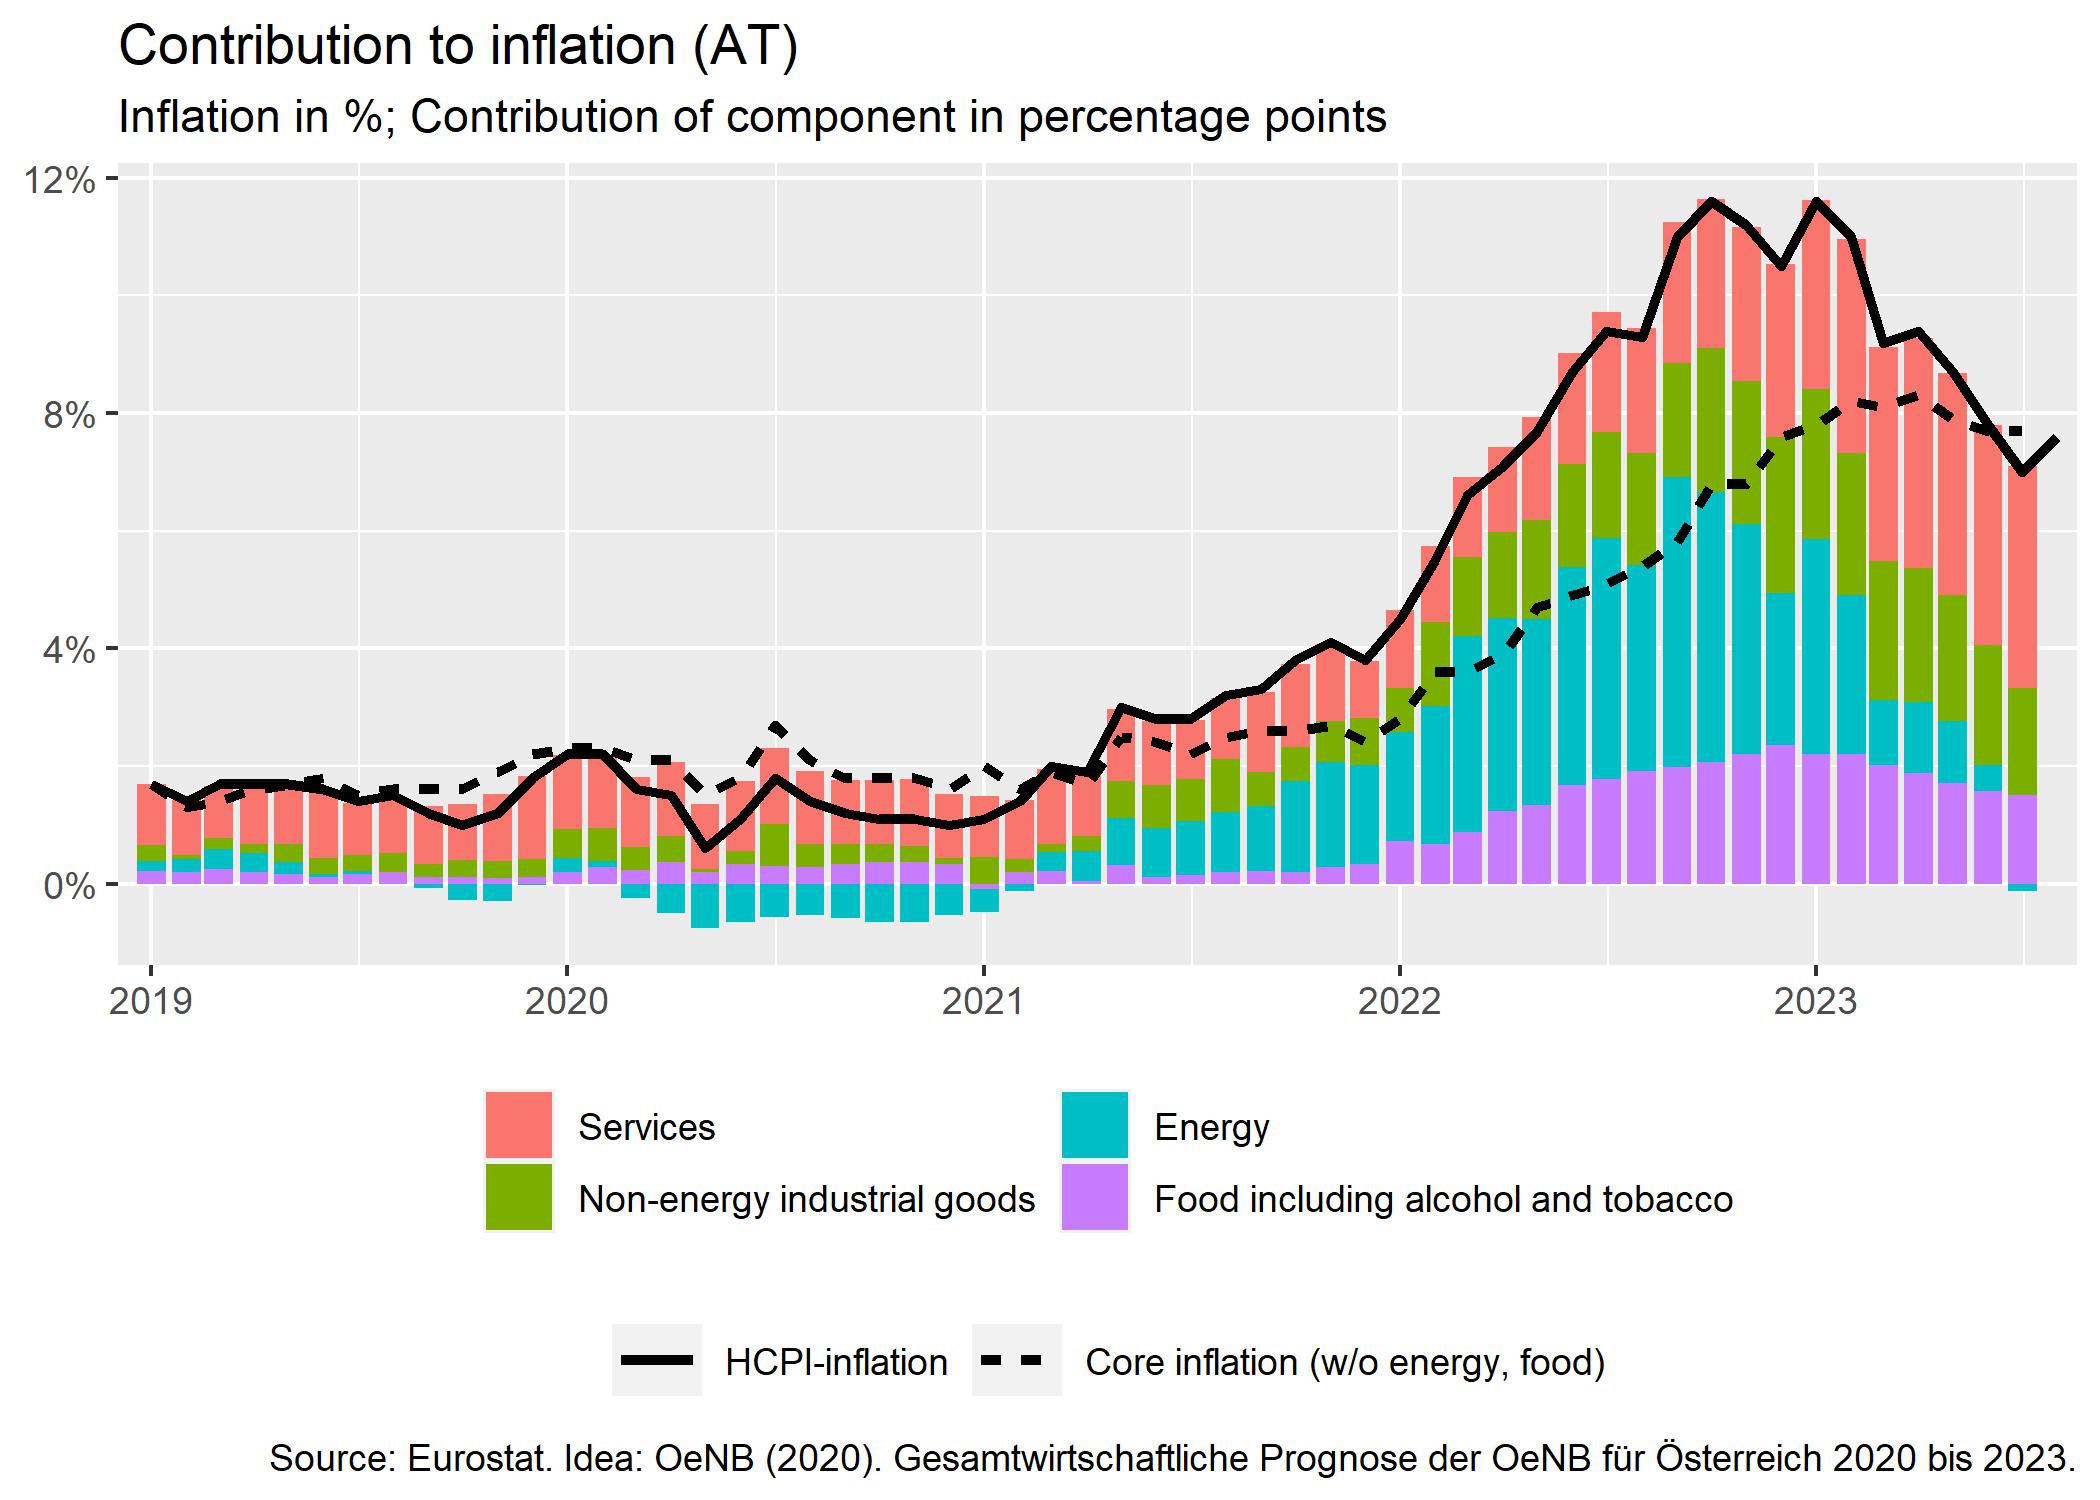 Contribution to inflation (AT)
Inflation in %; Contribution of component in percentage points
12%
8%
4%
0%
2019 2020 2021 2022 2023
Services Energy
Non-energy industrial goods Food including alcohol and tobacco
HCPI-inflation Core inflation (w/o energy, food)
Source: Eurostat. Idea: OeNB (2020). Gesamtwirtschaftliche Prognose der OeNB für Österreich 2020 bis 2023.